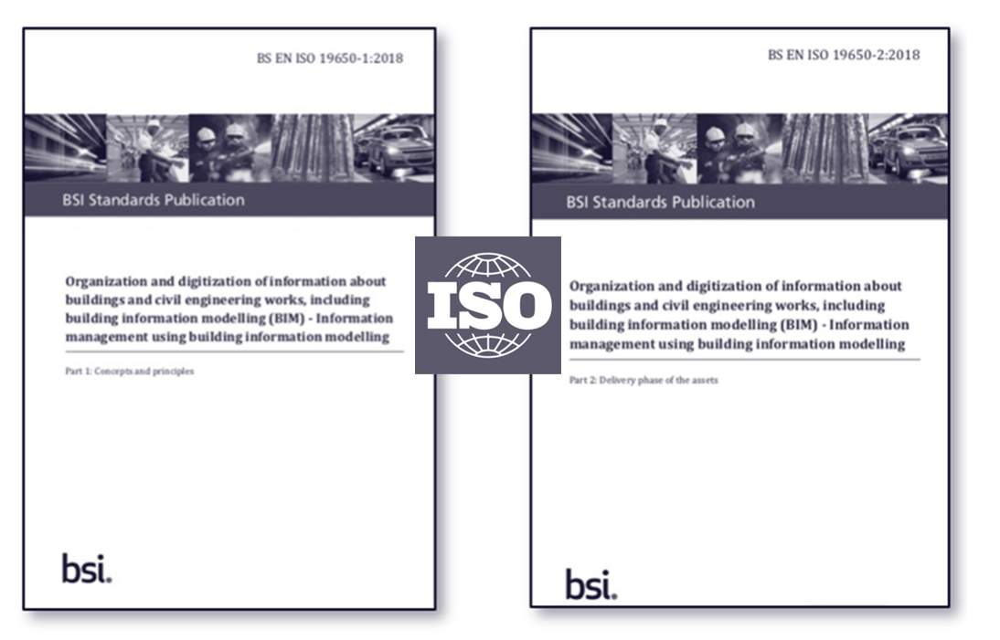 BS EN ISO 19650-1:2018
BSI Standards Publication
Organization and digitization of information about
buildings and civil engineering works, including
building information modelling (BIM) - Information
management using building information modelling
Part 1: Concepts and principles
bsi.
ISO
BS EN ISO 19650-2:2018
BSI Standards Publication
Organization and digitization of information about
buildings and civil engineering works, including
building information modelling (BIM) - Information
management using building information modelling
Part 2: Delivery phase of the assets
bsi.